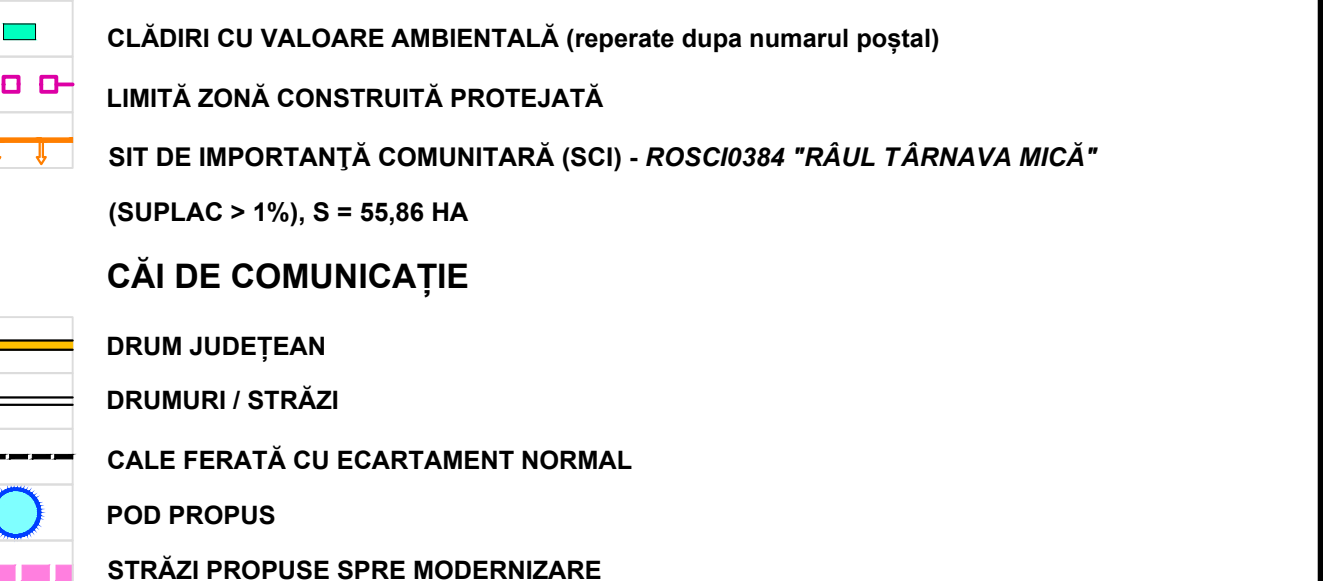 CLĂDIRI CU VALOARE AMBIENTALĂ (reperate dupa numarul poștal)
LIMITĂ ZONĂ CONSTRUITĂ PROTEJATĂ
SIT DE IMPORTANŢĂ COMUNITARĂ (SCI) - ROSCI0384 "RÂUL TÂRNAVA MICĂ"
(SUPLAC > 1%), S = 55,86 HA
CĂI DE COMUNICAȚIE
DRUM JUDEȚEAN
DRUMURI / STRĂZI
CALE FERATĂ CU ECARTAMENT NORMAL
POD PROPUS
STRĂZI PROPUSE SPRE MODERNIZARE